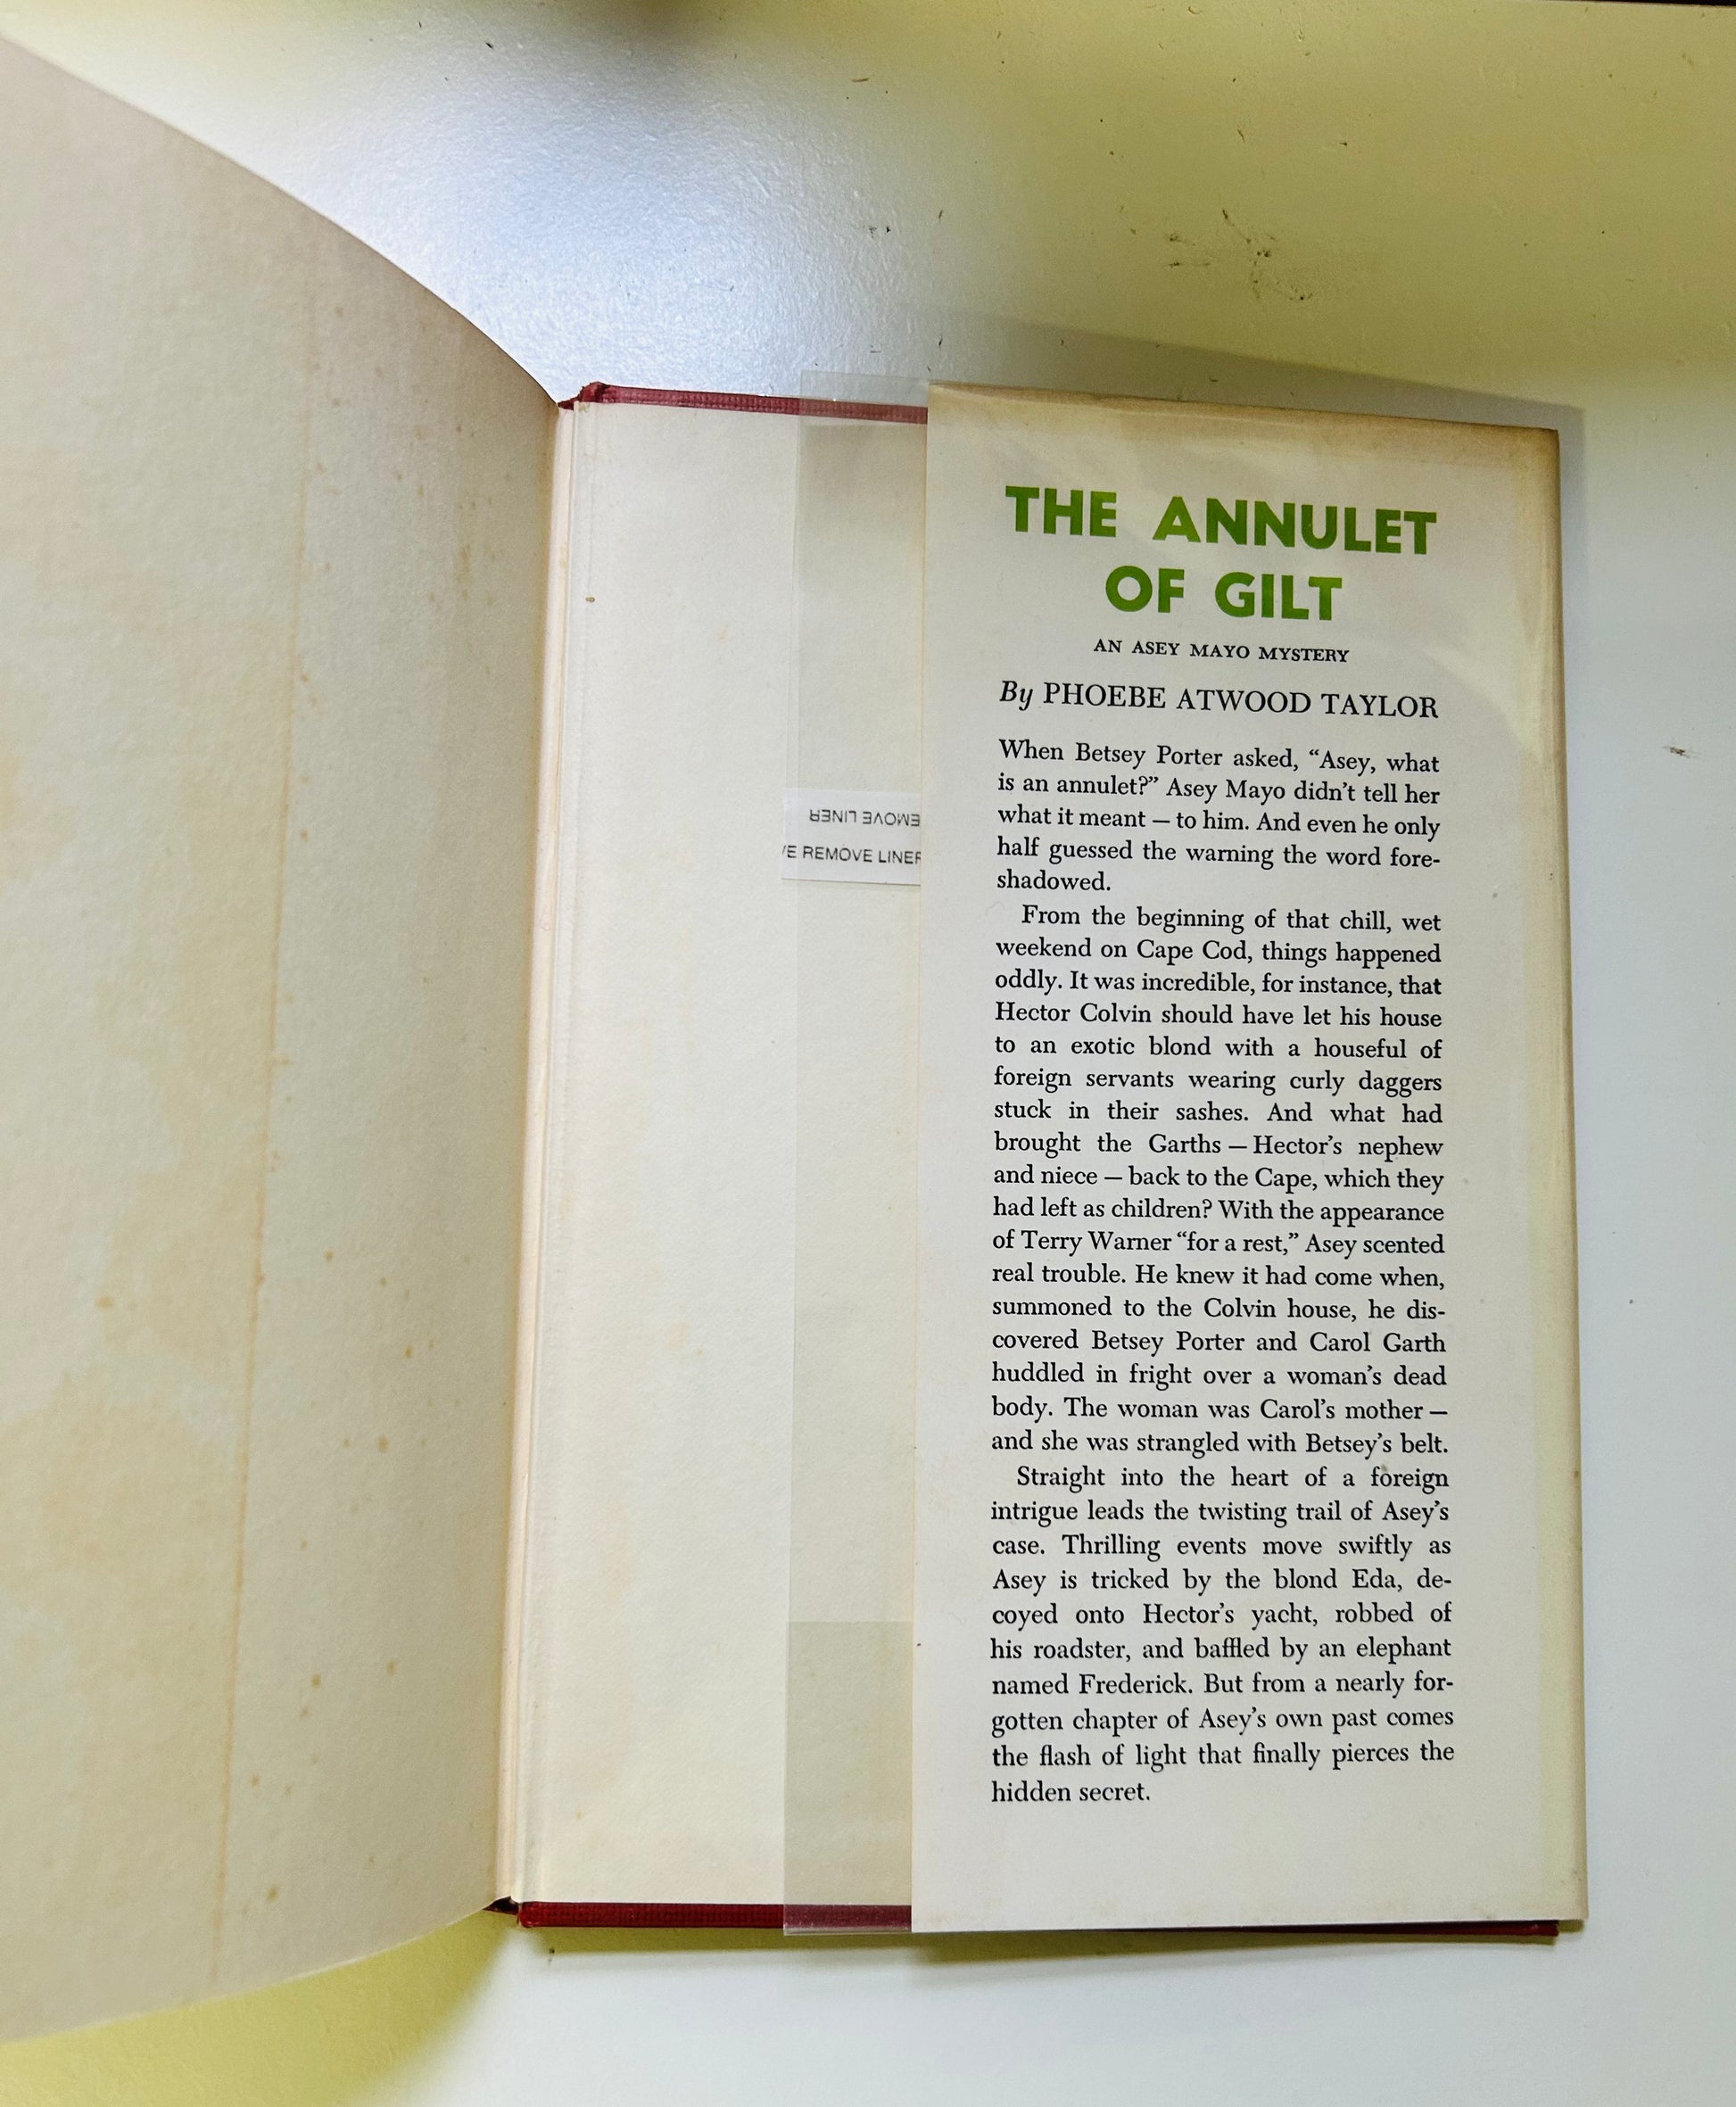 EMOVE LINER
E REMOVE LINER
THE ANNULET
OF GILT
AN ASEY MAYO MYSTERY
By PHOEBE ATWOOD TAYLOR
When Betsey Porter asked, “Asey, what
is an annulet?” Asey Mayo didn’t tell her
what it meant — to him. And even he only
half guessed the warning the word fore-
shadowed.
From the beginning of that chill, wet
weekend on Cape Cod, things happened
oddly. It was incredible, for instance, that
Hector Colvin should have let his house
to an exotic blond with a houseful of
foreign servants wearing curly daggers
stuck in their sashes. And what had
brought the Garths — Hector’s nephew
and niece — back to the Cape, which they
had left as children? With the appearance
of Terry Warner “for a rest,” Asey scented
real trouble. He knew it had come when,
summoned to the Colvin house, he dis-
covered Betsey Porter and Carol Garth
huddled in fright over a woman’s dead
body. The woman was Carol’s mother —
and she was strangled with Betsey’s belt.
Straight into the heart of a foreign
intrigue leads the twisting trail of Asey’s
case. Thrilling events move swiftly as
Asey is tricked by the blond Eda, de-
coyed onto Hector’s yacht, robbed of
his roadster, and baffled by an elephant
named Frederick. But from a nearly for-
gotten chapter of Asey’s own past comes
the flash of light that finally pierces the
hidden secret.